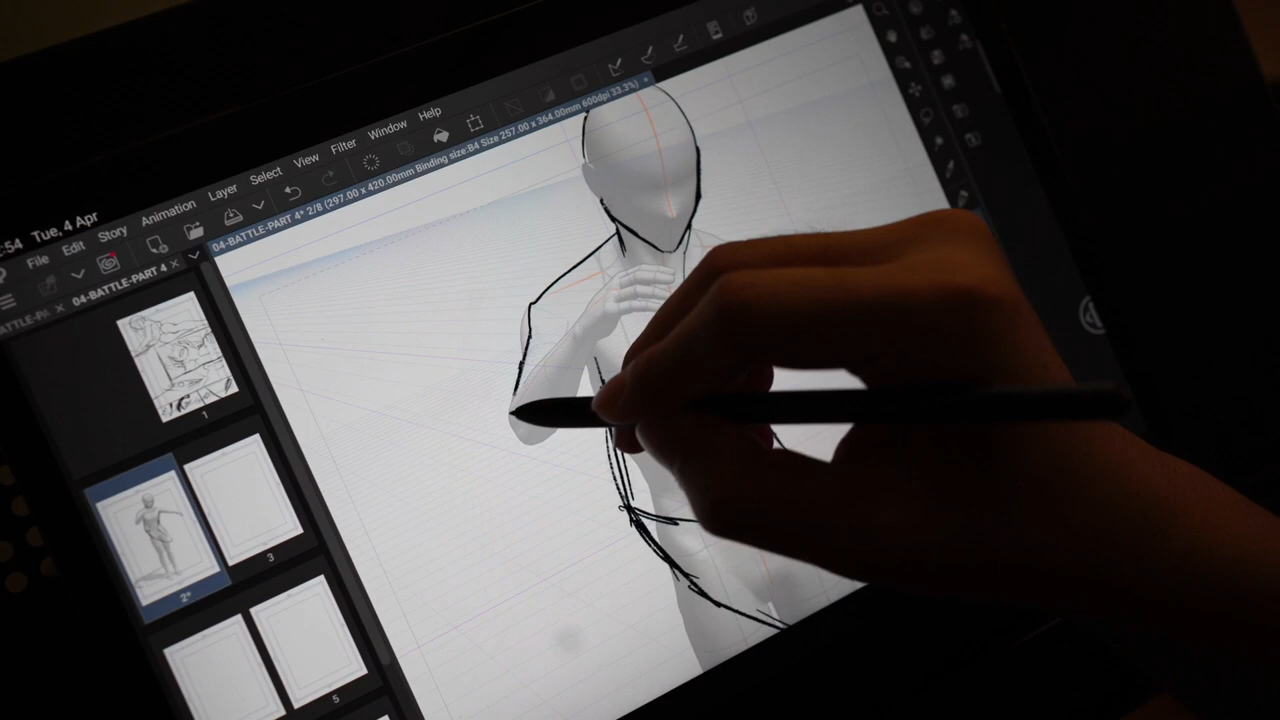 :54 Tue, 4 Apr
File Edit Story Animation Layer Select View Filter Window Help
04-BATTLE-PART 4* 2/8 (297.00 x 420.00mm Binding size:B4 Size 257.00 x 364.00mm 600dpi 33.3%)
04-BATTLE-PART 4
1
2*
3
5